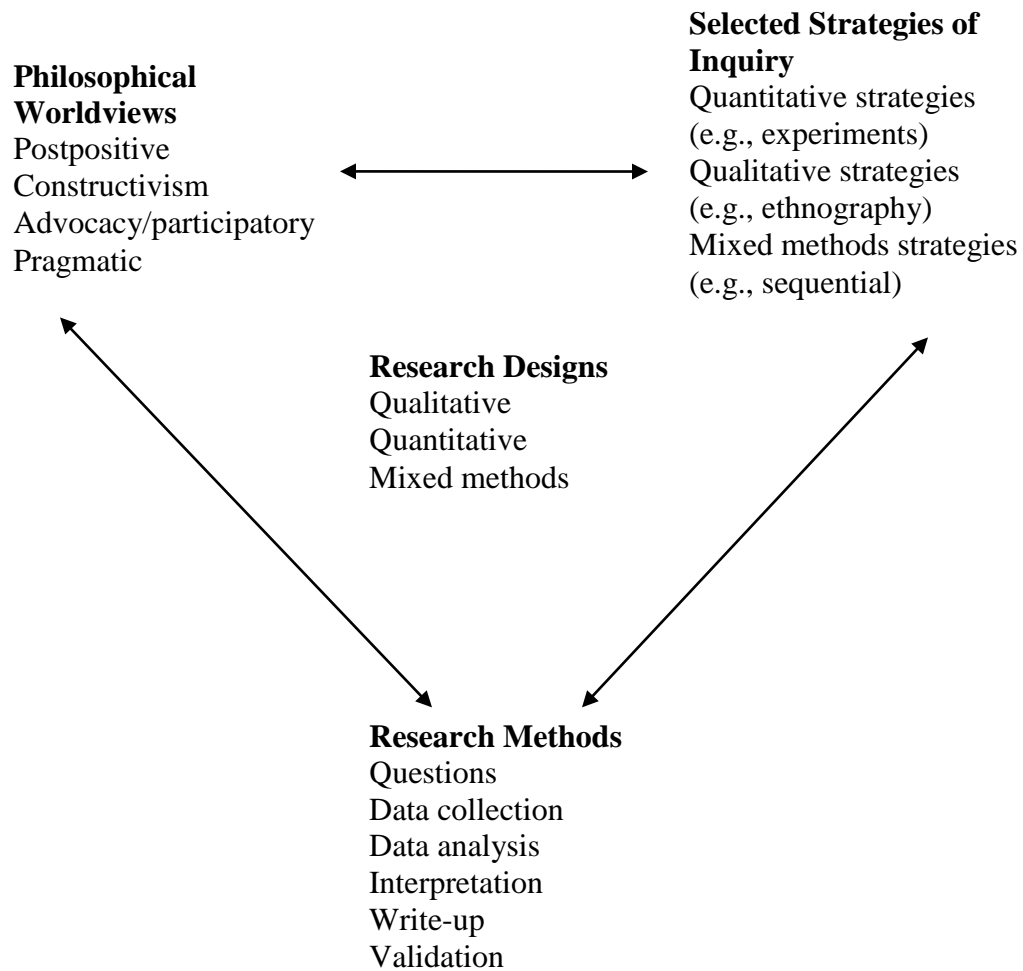 Philosophical
Worldviews
Postpositive
Constructivism
Advocacy/participatory
Pragmatic
Selected Strategies of
Inquiry
Quantitative strategies
(e.g., experiments)
Qualitative strategies
(e.g., ethnography)
Mixed methods strategies
(e.g., sequential)
Research Designs
Qualitative
Quantitative
Mixed methods
Research Methods
Questions
Data collection
Data analysis
Interpretation
Write-up
Validation